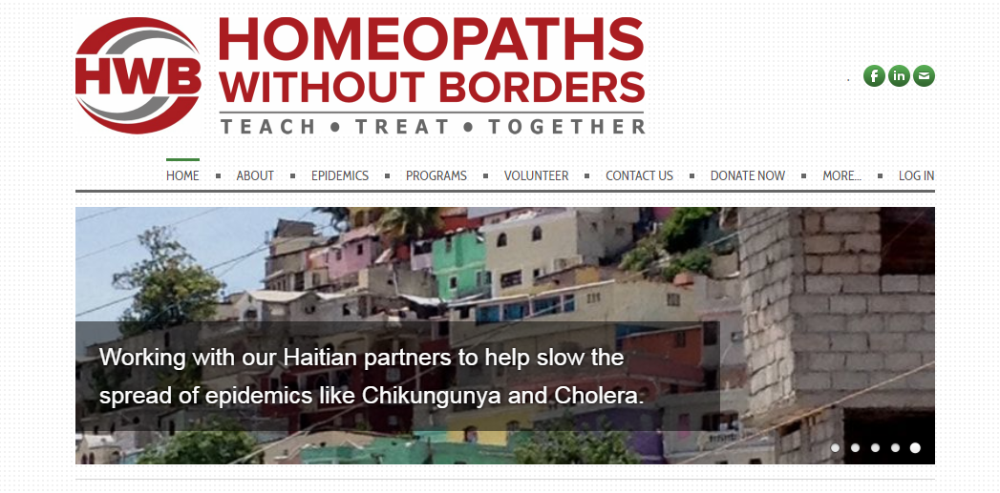 HWB
HOMEOPATHS
WITHOUT BORDERS
TEACH • TREAT • TOGETHER
.
HOME ▪ ABOUT ▪ EPIDEMICS ▪ PROGRAMS ▪ VOLUNTEER ▪ CONTACT US ▪ DONATE NOW ▪ MORE... ▪ LOG IN
Working with our Haitian partners to help slow the
spread of epidemics like Chikungunya and Cholera.